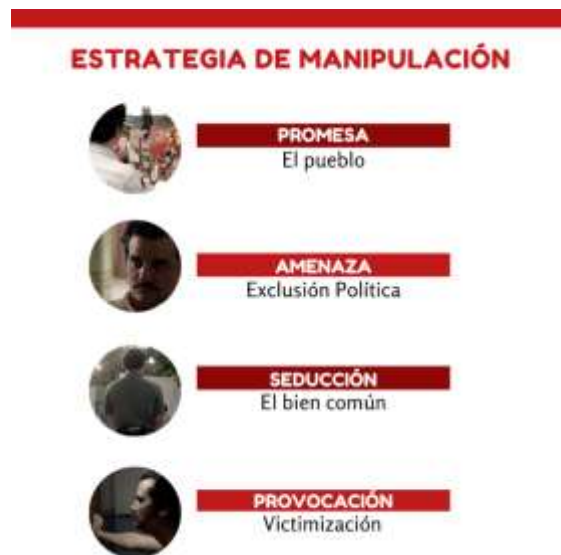 ESTRATEGIA DE MANIPULACIÓN
PROMESA
El pueblo
AMENAZA
Exclusión Política
SEDUCCIÓN
El bien común
PROVOCACIÓN
Victimización